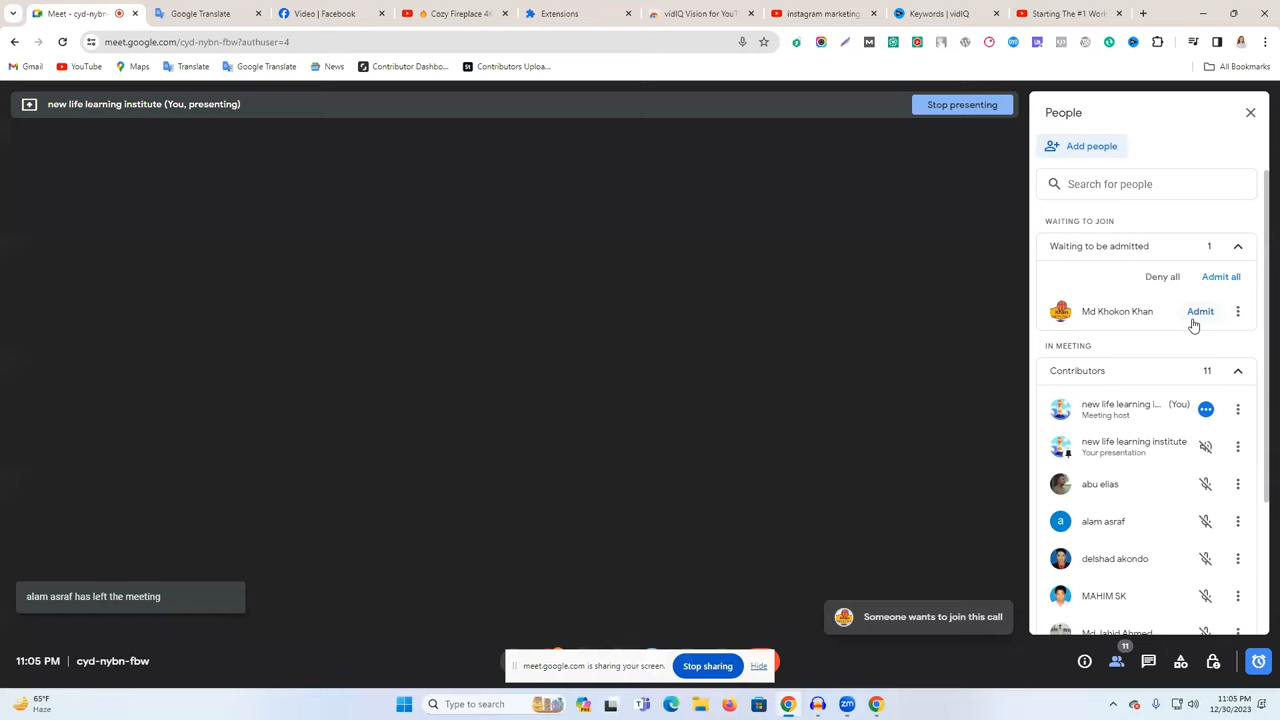 Meet - cyd-nybn-
Google Translate
Video Facebook
Cozy Fireplace 4K
Extensions
vidIQ Vision for You
instagram marketing
Keywords | vidIQ
Starting The #1 Work
meet.google.com/cyd-nybn-fbw?authuser=4
Gmail
YouTube
Maps
Translate
Google Translate
News
Contributor Dashbo...
Contributors Uploa...
All Bookmarks
new life learning institute (You, presenting)
Stop presenting
People
Add people
Search for people
WAITING TO JOIN
Waiting to be admitted 1
Deny all Admit all
Md Khokon Khan Admit
IN MEETING
Contributors 11
new life learning i... (You)
Meeting host
new life learning institute
Your presentation
abu elias
a alam asraf
delshad akondo
MAHIM SK
Md Jahid Ahmed
alam asraf has left the meeting
Someone wants to join this call
11:05 PM | cyd-nybn-fbw
meet.google.com is sharing your screen.
Stop sharing
Hide
11
65°F
Haze
Type to search
11:05 PM
12/30/2023